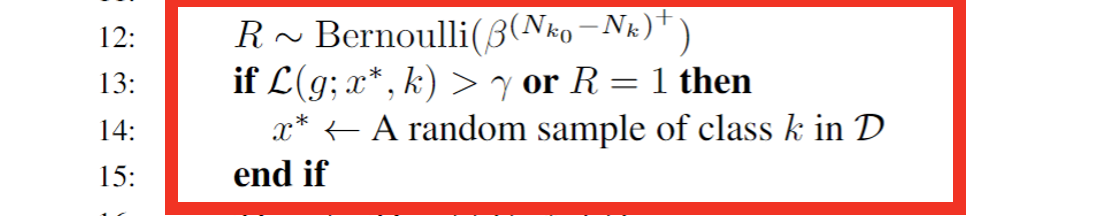 12: R ∼ Bernoulli(β^{(N_{k_0} − N_k)^+})
13: if ℒ(g; x*, k) > γ or R = 1 then
14: x* ← A random sample of class k in 𝒟
15: end if